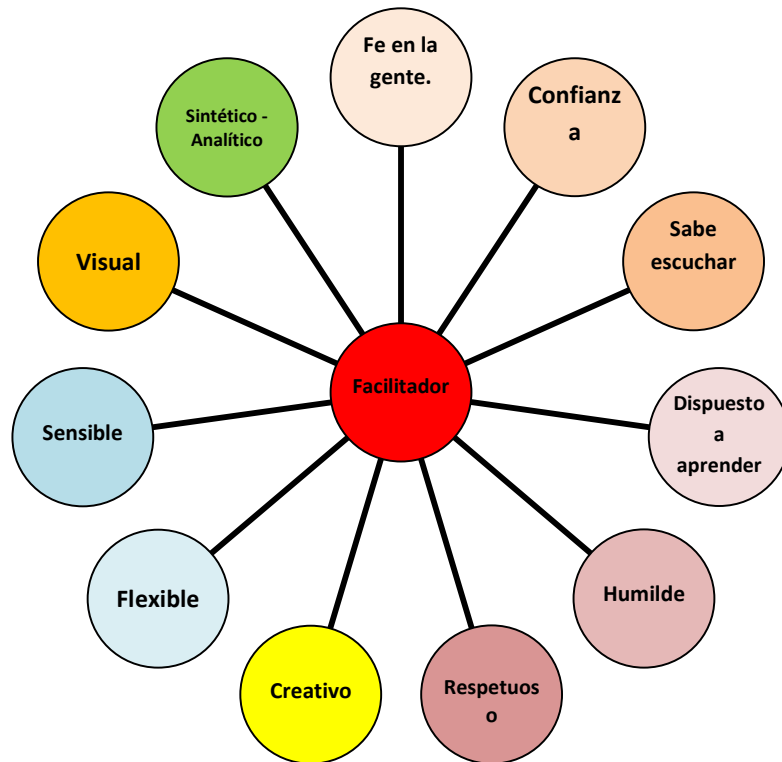 Fe en la
gente.
Confianz
a
Sabe
escuchar
Dispuesto
a
aprender
Humilde
Respetuos
o
Creativo
Flexible
Sensible
Visual
Sintético -
Analítico
Facilitador